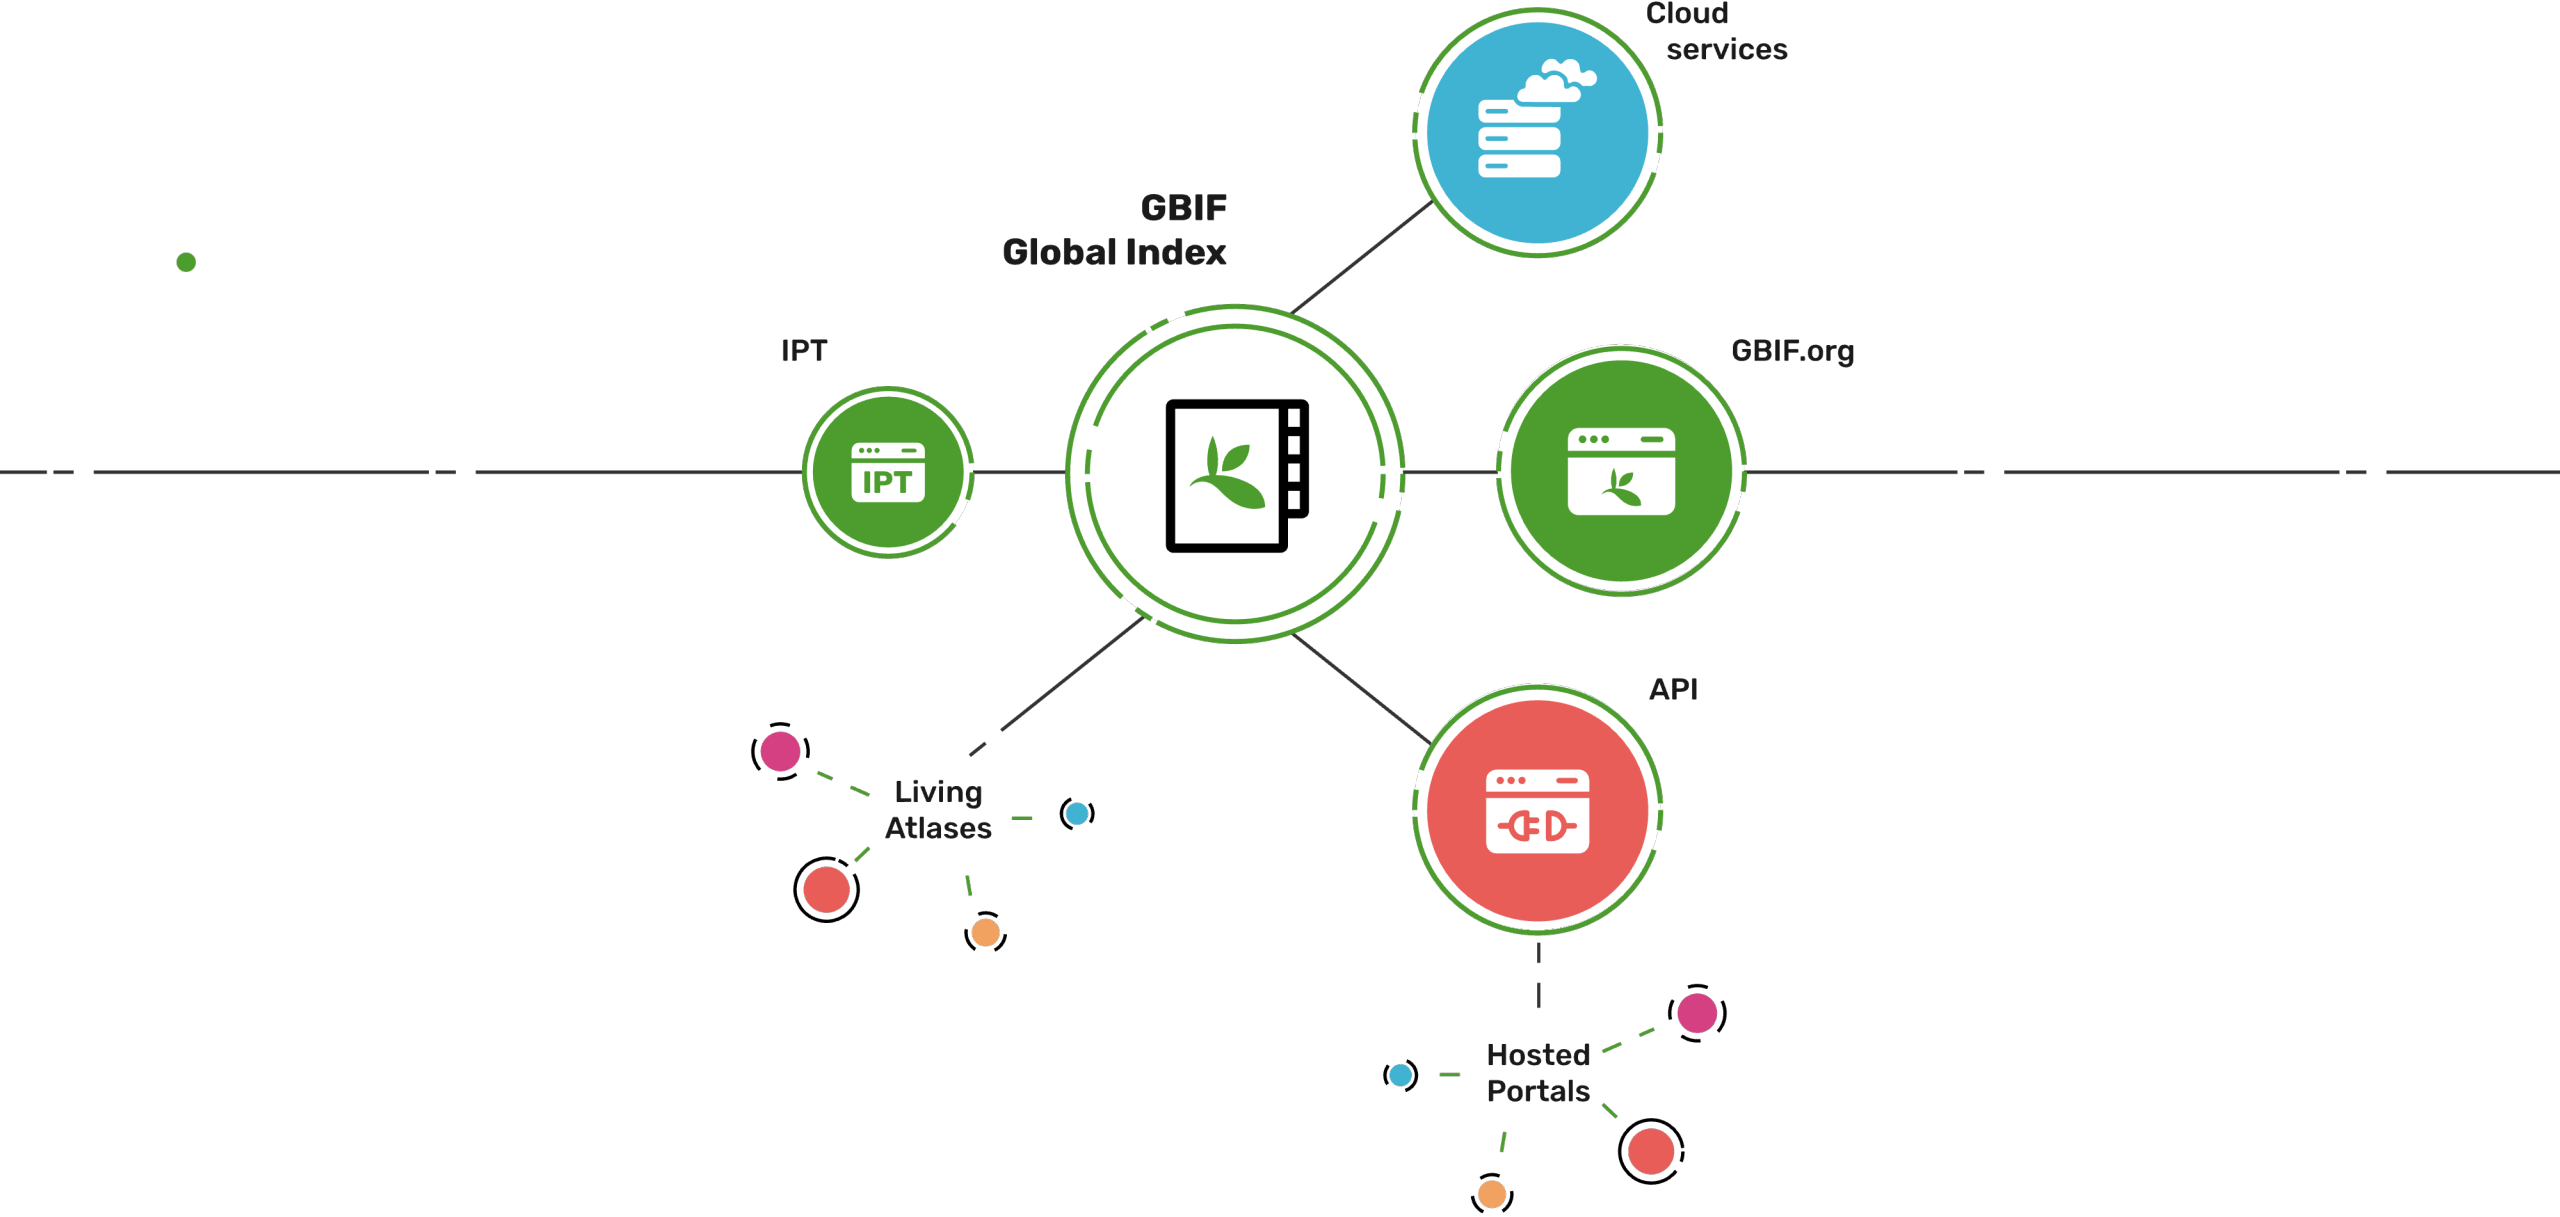 Cloud
services
GBIF
Global Index
IPT
GBIF.org
IPT
API
Living
Atlases
Hosted
Portals